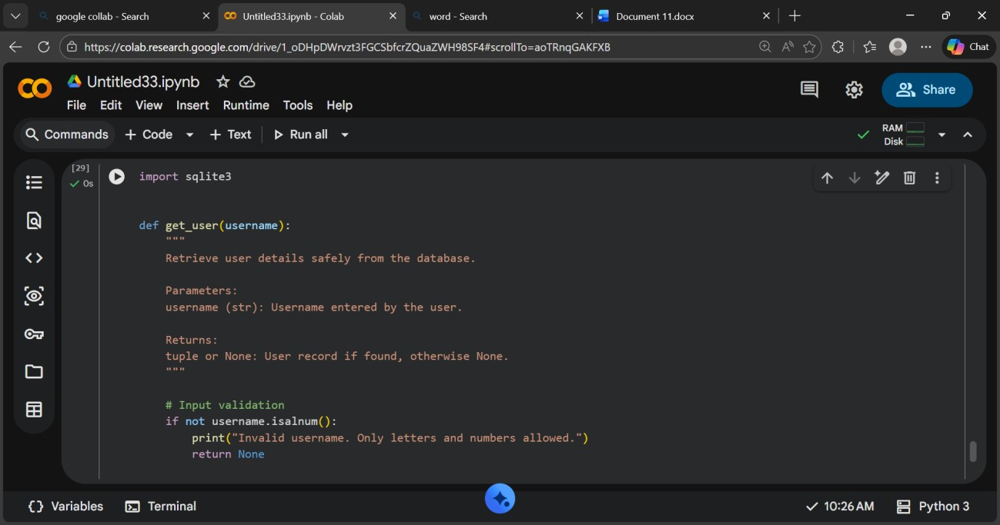 google collab - Search
Untitled33.ipynb - Colab
word - Search
Document 11.docx
https://colab.research.google.com/drive/1_oDHpDWrvzt3FGCSbfcrZQuaZWH98SF4#scrollTo=aoTRnqGAKFXB
Chat
Untitled33.ipynb
File Edit View Insert Runtime Tools Help
Share
Commands + Code + Text Run all
RAM
Disk
[29]
0s
import sqlite3
def get_user(username):
"""
Retrieve user details safely from the database.
Parameters:
username (str): Username entered by the user.
Returns:
tuple or None: User record if found, otherwise None.
"""
# Input validation
if not username.isalnum():
print("Invalid username. Only letters and numbers allowed.")
return None
{} Variables Terminal 10:26 AM Python 3